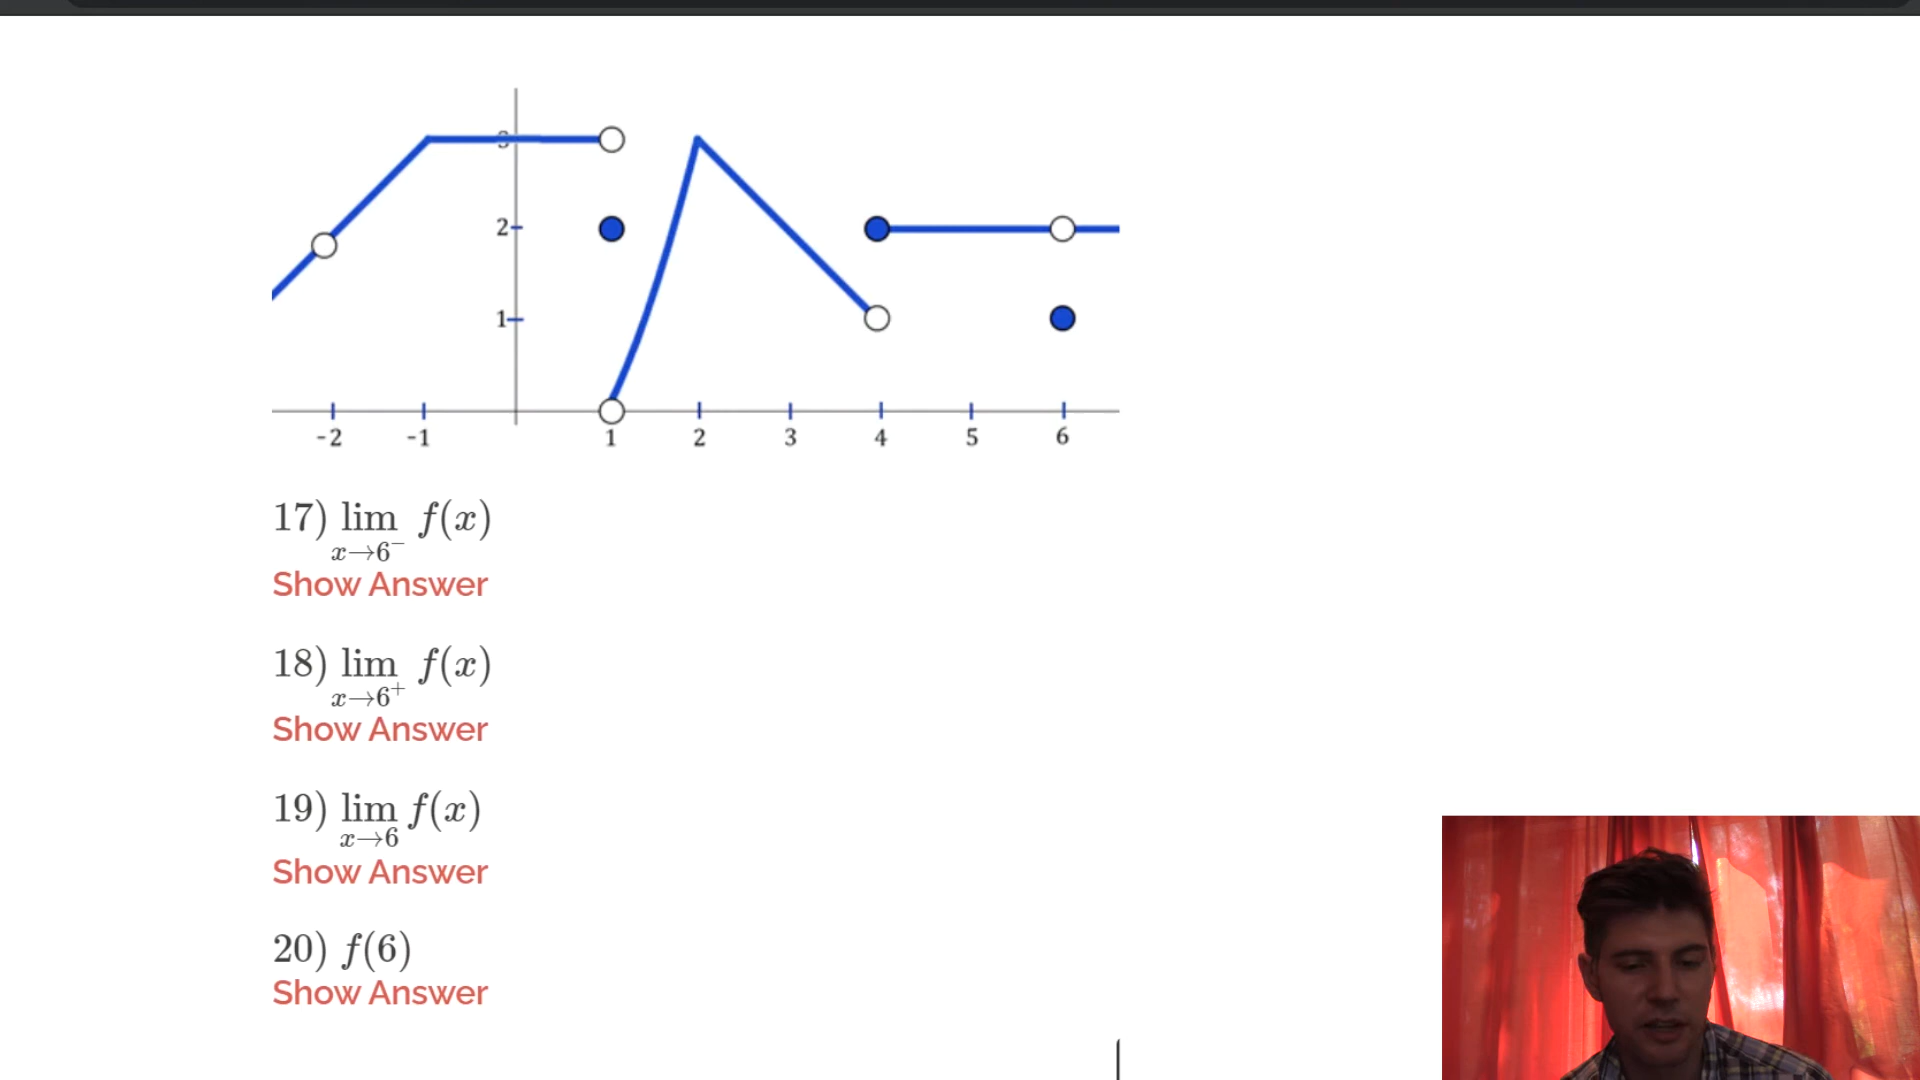 3
2
1
-2 -1 1 2 3 4 5 6
17) lim f(x)
x→6⁻
Show Answer
18) lim f(x)
x→6⁺
Show Answer
19) lim f(x)
x→6
Show Answer
20) f(6)
Show Answer